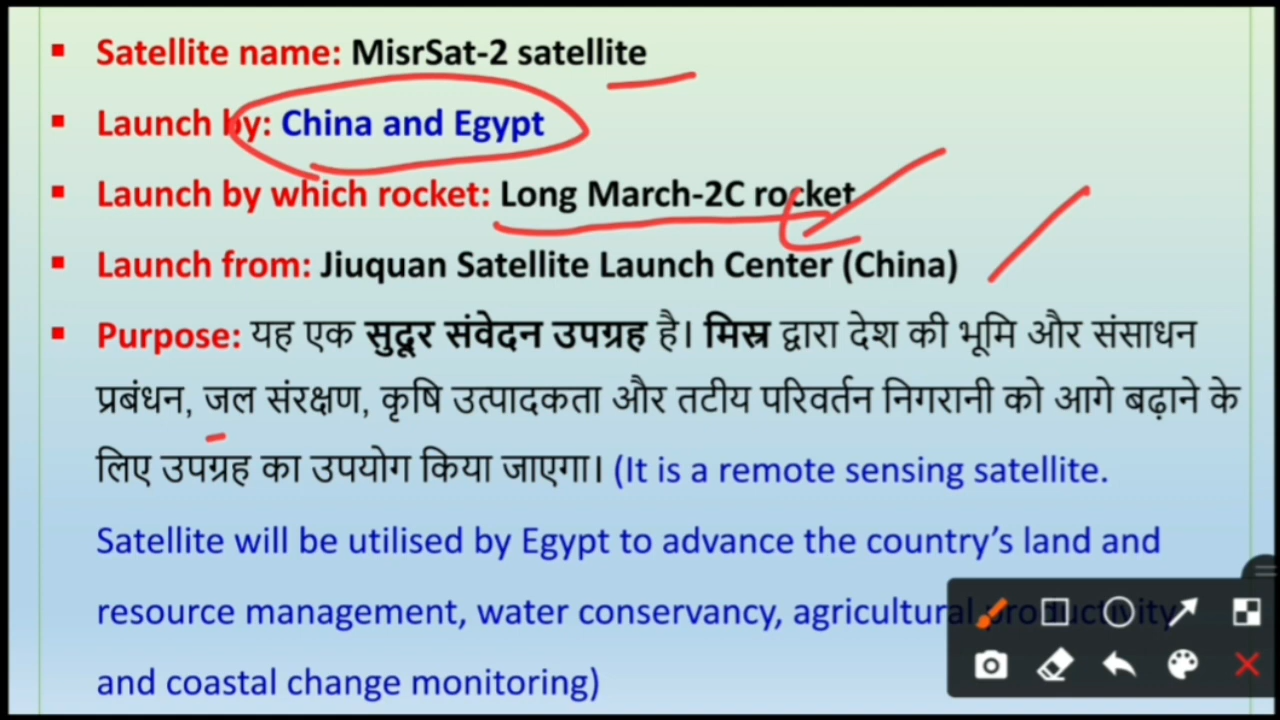 Satellite name: MisrSat-2 satellite
Launch by: China and Egypt
Launch by which rocket: Long March-2C rocket
Launch from: Jiuquan Satellite Launch Center (China)
Purpose: यह एक सुदूर संवेदन उपग्रह है। मिस्र द्वारा देश की भूमि और संसाधन
प्रबंधन, जल संरक्षण, कृषि उत्पादकता और तटीय परिवर्तन निगरानी को आगे बढ़ाने के
लिए उपग्रह का उपयोग किया जाएगा। (It is a remote sensing satellite.
Satellite will be utilised by Egypt to advance the country’s land and
resource management, water conservancy, agricultural productivity
and coastal change monitoring)